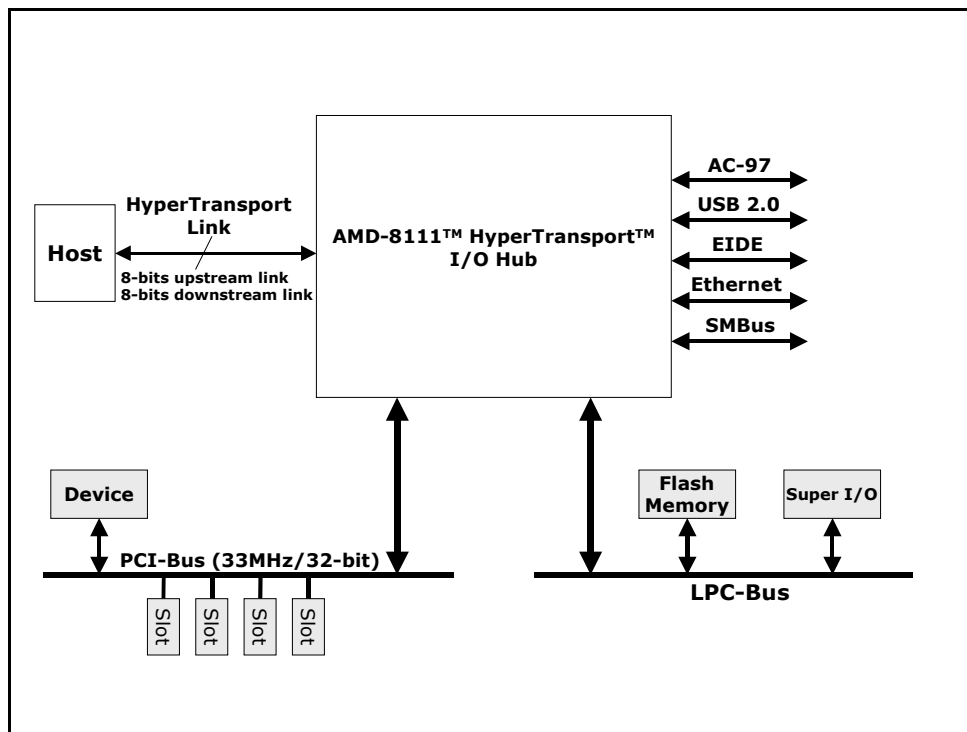 AC-97
USB 2.0
EIDE
Ethernet
SMBus
HyperTransport
Link
Host
8-bits upstream link
8-bits downstream link
AMD-8111™ HyperTransport™
I/O Hub
Device
PCI-Bus (33MHz/32-bit)
Slot
Slot
Slot
Slot
Flash
Memory
Super I/O
LPC-Bus